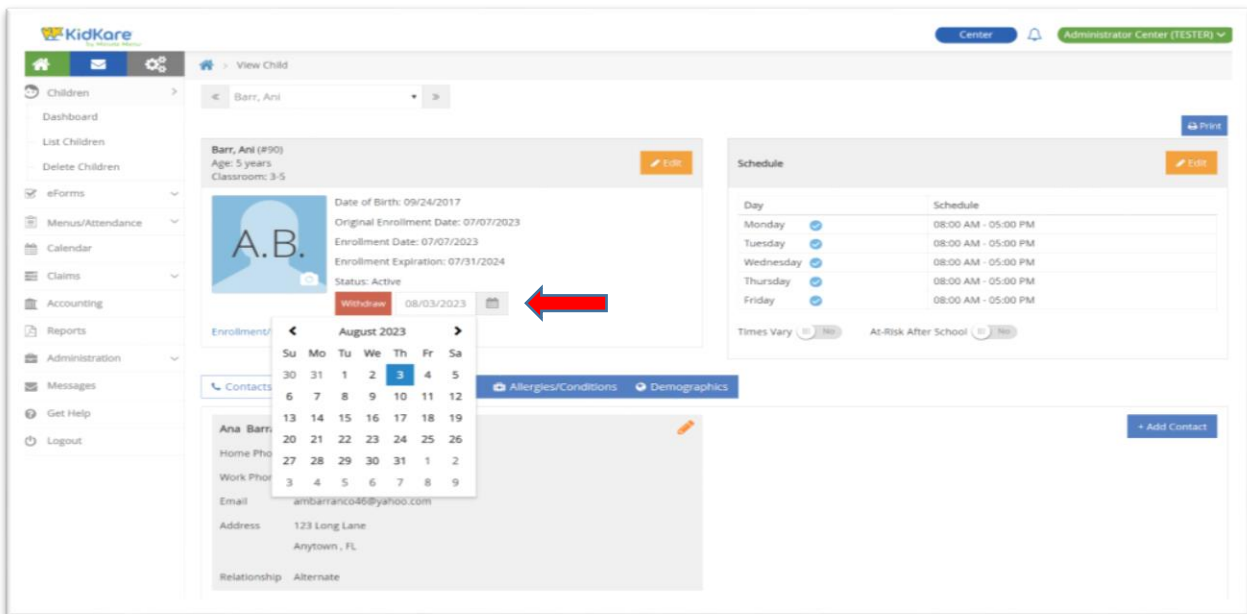 KidKare
by Minute Menu
Center
Administrator Center (TESTER)
View Child
Children
Dashboard
List Children
Delete Children
eForms
Menus/Attendance
Calendar
Claims
Accounting
Reports
Administration
Messages
Get Help
Logout
Barr, Ani
Print
Barr, Ani (#90)
Age: 5 years
Classroom: 3-5
Edit
A.B.
Date of Birth: 09/24/2017
Original Enrollment Date: 07/07/2023
Enrollment Date: 07/07/2023
Enrollment Expiration: 07/31/2024
Status: Active
Withdraw 08/03/2023
Enrollment/
August 2023
Su Mo Tu We Th Fr Sa
30 31 1 2 3 4 5
6 7 8 9 10 11 12
13 14 15 16 17 18 19
20 21 22 23 24 25 26
27 28 29 30 31 1 2
3 4 5 6 7 8 9
Schedule
Edit
Day Schedule
Monday 08:00 AM - 05:00 PM
Tuesday 08:00 AM - 05:00 PM
Wednesday 08:00 AM - 05:00 PM
Thursday 08:00 AM - 05:00 PM
Friday 08:00 AM - 05:00 PM
Times Vary No At-Risk After School No
Contacts Allergies/Conditions Demographics
+ Add Contact
Ana Barr
Home Pho
Work Phor
Email ambarranco46@yahoo.com
Address 123 Long Lane
Anytown , FL
Relationship Alternate